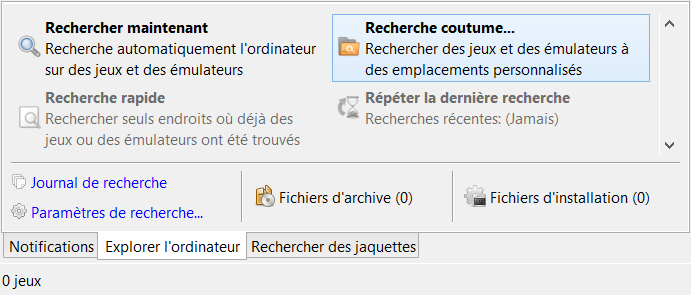 Rechercher maintenant
Recherche automatiquement l'ordinateur
sur des jeux et des émulateurs
Recherche coutume...
Rechercher des jeux et des émulateurs à
des emplacements personnalisés
Recherche rapide
Rechercher seuls endroits où déjà des
jeux ou des émulateurs ont été trouvés
Répéter la dernière recherche
Recherches récentes: (Jamais)
Journal de recherche
Paramètres de recherche...
Fichiers d'archive (0)
Fichiers d'installation (0)
Notifications
Explorer l'ordinateur
Rechercher des jaquettes
0 jeux